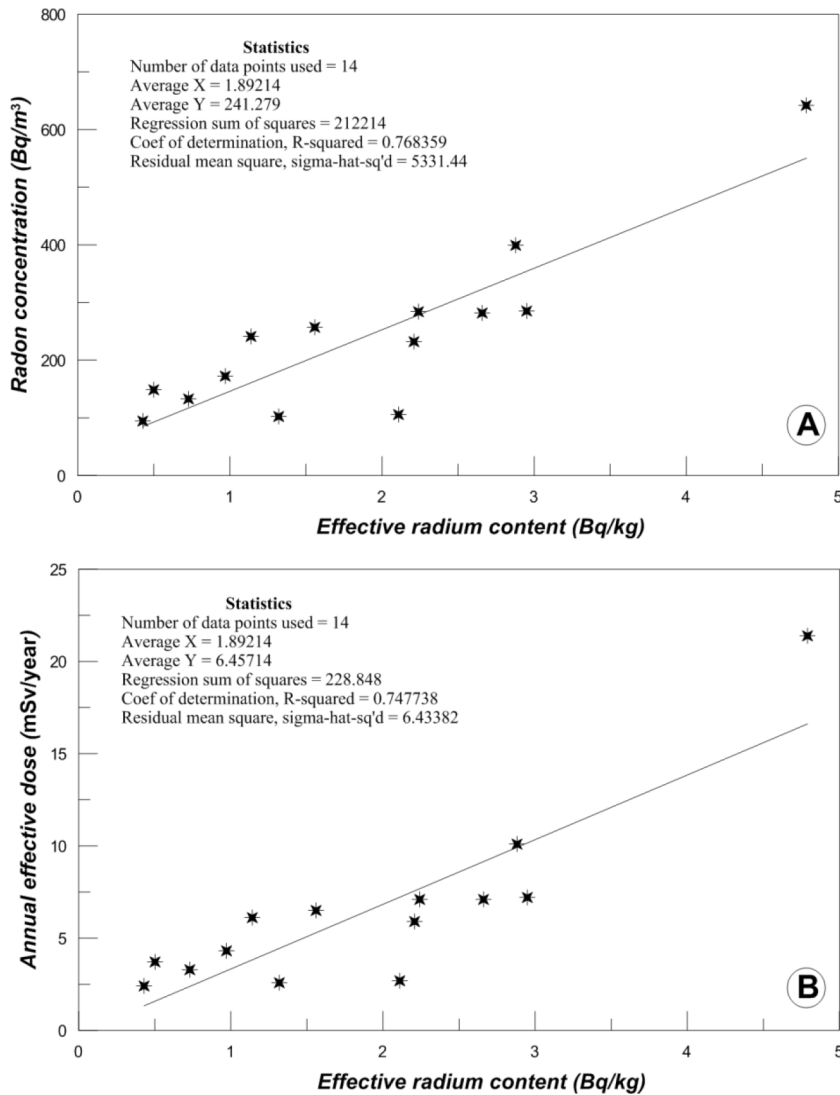 800
600
400
200
0
Radon concentration (Bq/m³)
Statistics
Number of data points used = 14
Average X = 1.89214
Average Y = 241.279
Regression sum of squares = 212214
Coef of determination, R-squared = 0.768359
Residual mean square, sigma-hat-sq'd = 5331.44
A
0 1 2 3 4 5
Effective radium content (Bq/kg)
25
20
15
10
5
0
Annual effective dose (mSv/year)
Statistics
Number of data points used = 14
Average X = 1.89214
Average Y = 6.45714
Regression sum of squares = 228.848
Coef of determination, R-squared = 0.747738
Residual mean square, sigma-hat-sq'd = 6.43382
B
0 1 2 3 4 5
Effective radium content (Bq/kg)